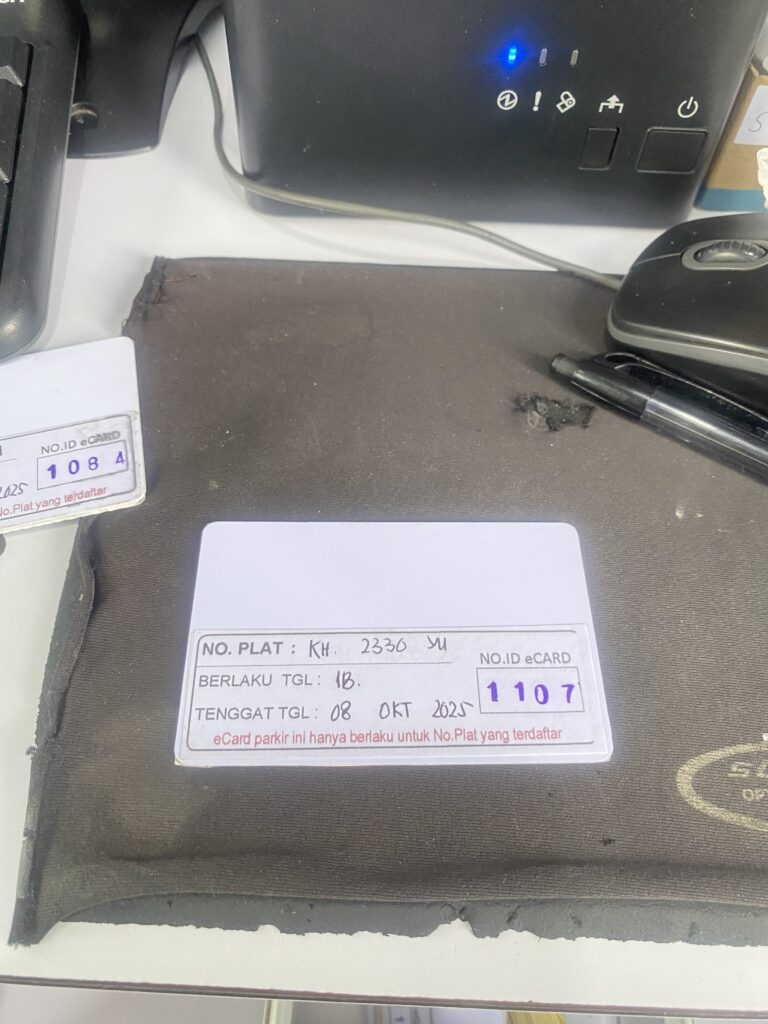 NO.ID eCARD
1084
2025
No.Plat yang terdaftar
NO. PLAT : KH. 2330 YU
BERLAKU TGL : 1B.
NO.ID eCARD
1107
TENGGAT TGL : 08 OKT 2025
eCard parkir ini hanya berlaku untuk No.Plat yang terdaftar